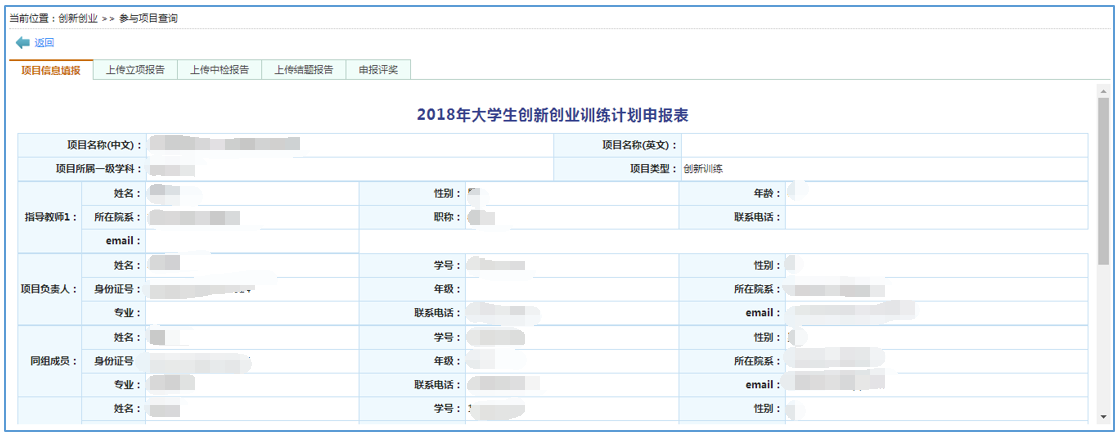 当前位置：创新创业 >> 参与项目查询
返回
项目信息填报 上传立项报告 上传中检报告 上传结题报告 申报评奖
2018年大学生创新创业训练计划申报表
项目名称(中文)： 项目名称(英文)：
项目所属一级学科： 项目类型： 创新训练
姓名： 性别： 年龄：
指导教师1： 所在院系： 职称： 联系电话：
email：
姓名： 学号： 性别：
项目负责人： 身份证号： 年级： 所在院系：
专业： 联系电话： email：
姓名： 学号： 性别：
同组成员： 身份证号 年级： 所在院系：
专业： 联系电话： email：
姓名： 学号： 性别：